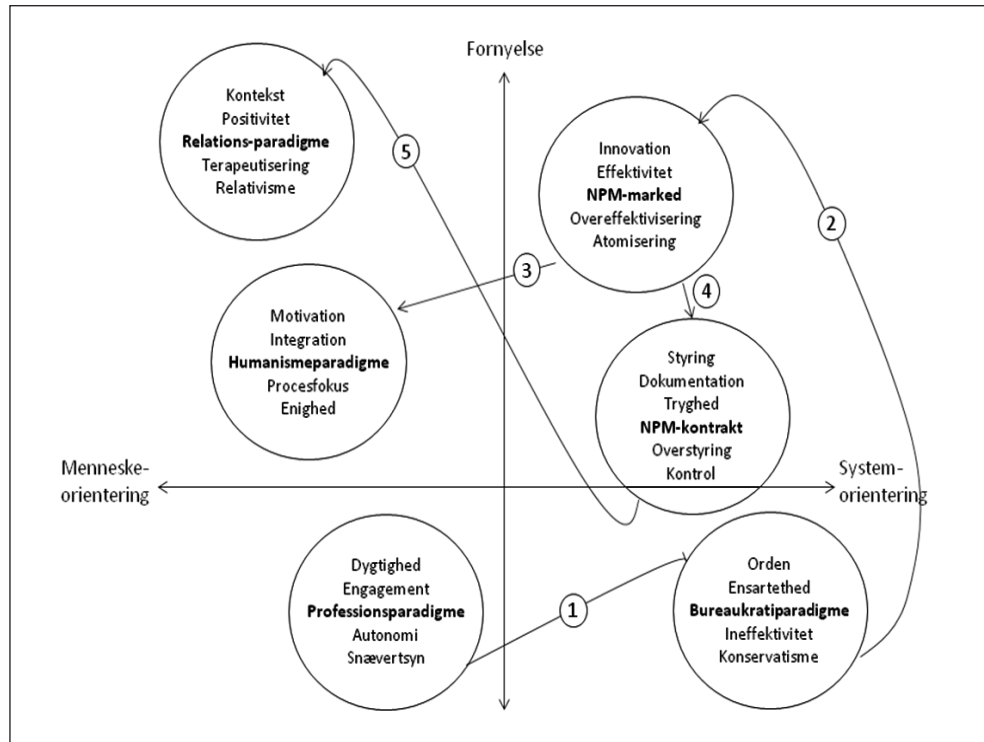 Fornyelse
Kontekst
Positivitet
Relations-paradigme
Terapeutisering
Relativisme
5
Innovation
Effektivitet
NPM-marked
Overeffektivisering
Atomisering
2
3
4
Motivation
Integration
Humanismeparadigme
Procesfokus
Enighed
Styring
Dokumentation
Tryghed
NPM-kontrakt
Overstyring
Kontrol
Menneske-
orientering
System-
orientering
Dygtighed
Engagement
Professionsparadigme
Autonomi
Snævertsyn
1
Orden
Ensartethed
Bureaukratiparadigme
Ineffektivitet
Konservatisme